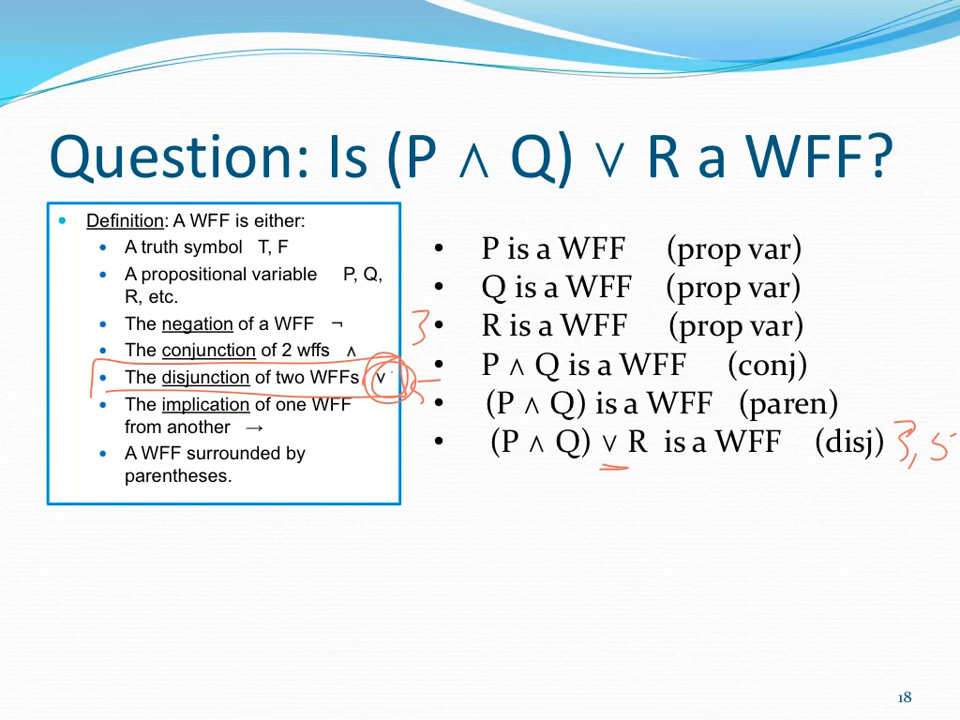 Question: Is (P ∧ Q) ∨ R a WFF?
Definition: A WFF is either:
A truth symbol T, F
A propositional variable P, Q,
R, etc.
The negation of a WFF ¬
The conjunction of 2 wffs ∧
The disjunction of two WFFs ∨
The implication of one WFF
from another →
A WFF surrounded by
parentheses.
P is a WFF (prop var)
Q is a WFF (prop var)
3 R is a WFF (prop var)
P ∧ Q is a WFF (conj)
5 (P ∧ Q) is a WFF (paren)
(P ∧ Q) ∨ R is a WFF (disj) 3, 5
18